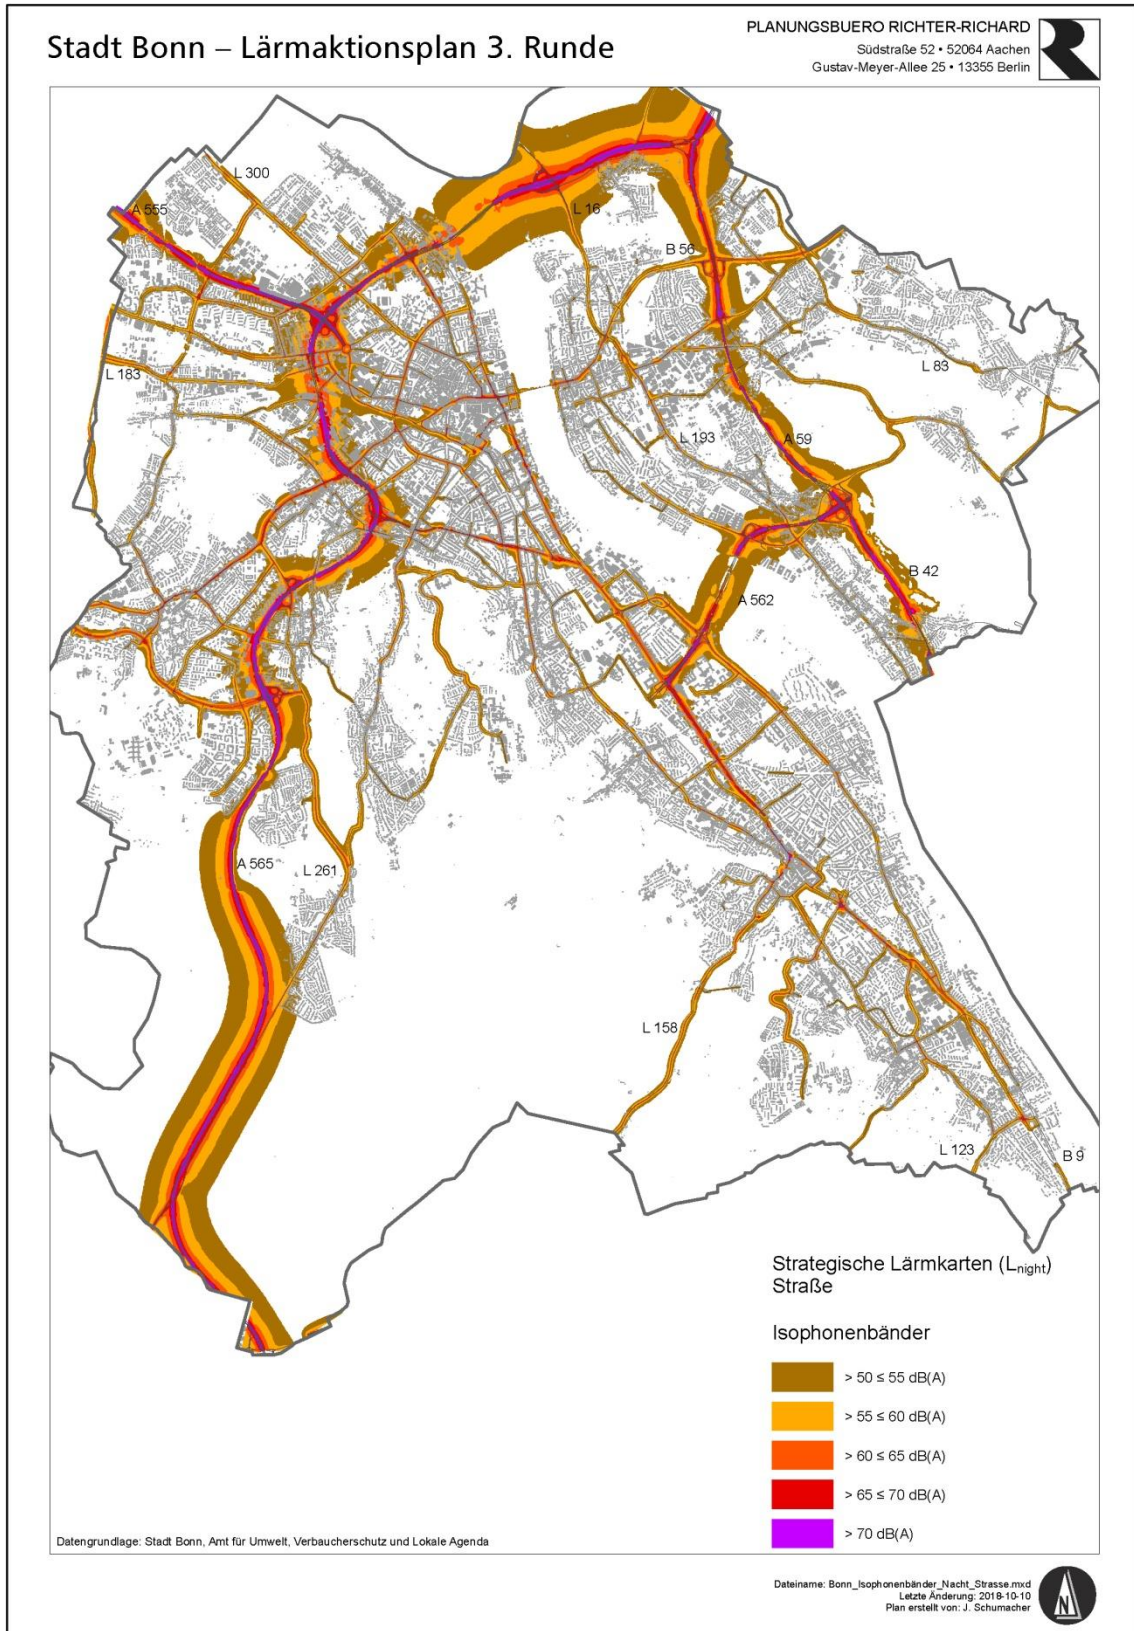 Stadt Bonn – Lärmaktionsplan 3. Runde
PLANUNGSBUERO RICHTER-RICHARD
Südstraße 52 • 52064 Aachen
Gustav-Meyer-Allee 25 • 13355 Berlin
L 300
A 555
L 16
B 56
L 183
L 83
L 193
A 59
B 42
A 562
A 565
L 261
L 158
L 123
B 9
Strategische Lärmkarten (Lnight)
Straße
Isophonenbänder
> 50 ≤ 55 dB(A)
> 55 ≤ 60 dB(A)
> 60 ≤ 65 dB(A)
> 65 ≤ 70 dB(A)
> 70 dB(A)
Datengrundlage: Stadt Bonn, Amt für Umwelt, Verbaucherschutz und Lokale Agenda
Dateiname: Bonn_Isophonenbänder_Nacht_Strasse.mxd
Letzte Änderung: 2018-10-10
Plan erstellt von: J. Schumacher
N